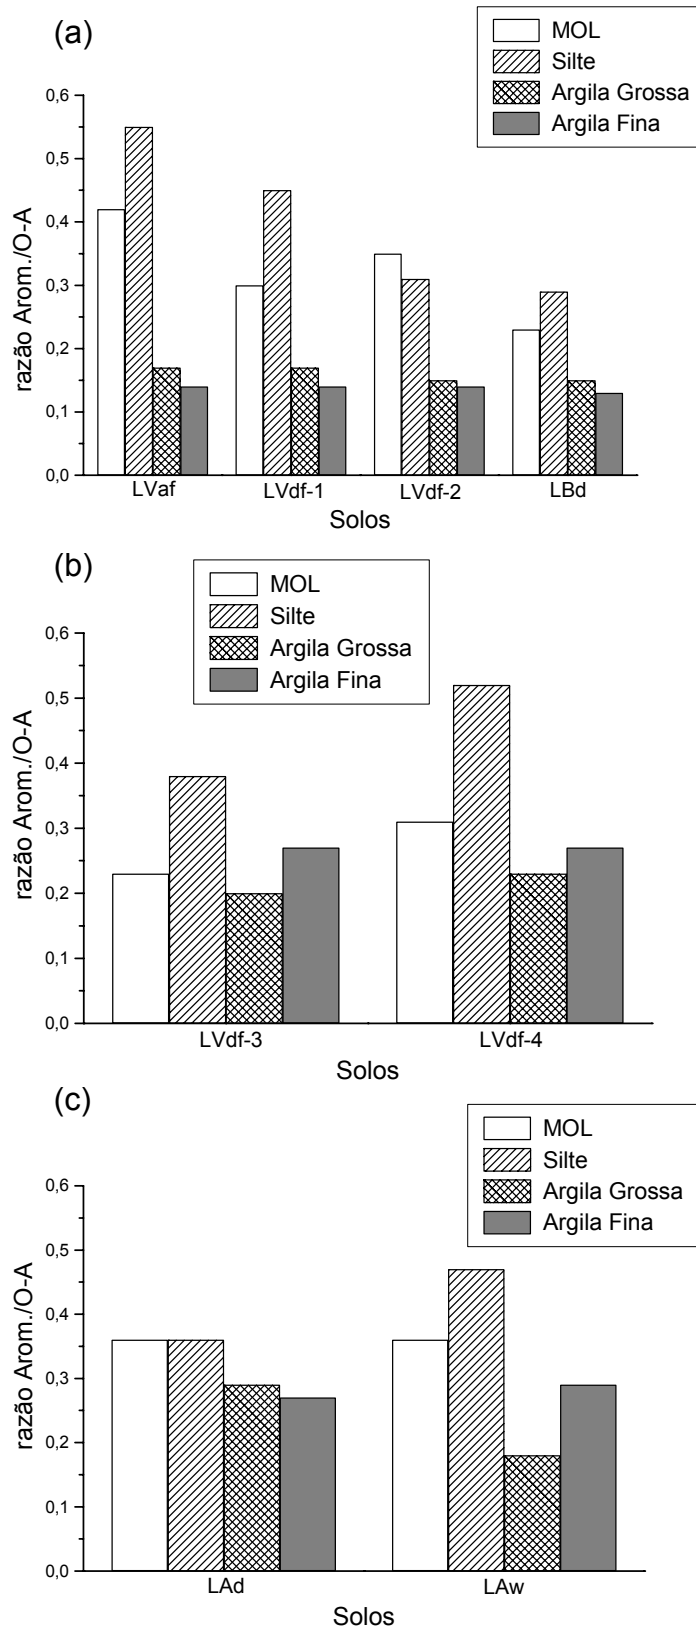 (a)
MOL
Silte
Argila Grossa
Argila Fina
0,6
0,5
0,4
0,3
0,2
0,1
0,0
razão Arom./O-A
LVaf LVdf-1 LVdf-2 LBd
Solos
(b)
MOL
Silte
Argila Grossa
Argila Fina
0,6
0,5
0,4
0,3
0,2
0,1
0,0
razão Arom./O-A
LVdf-3 LVdf-4
Solos
(c)
MOL
Silte
Argila Grossa
Argila Fina
0,6
0,5
0,4
0,3
0,2
0,1
0,0
razão Arom./O-A
LAd LAw
Solos